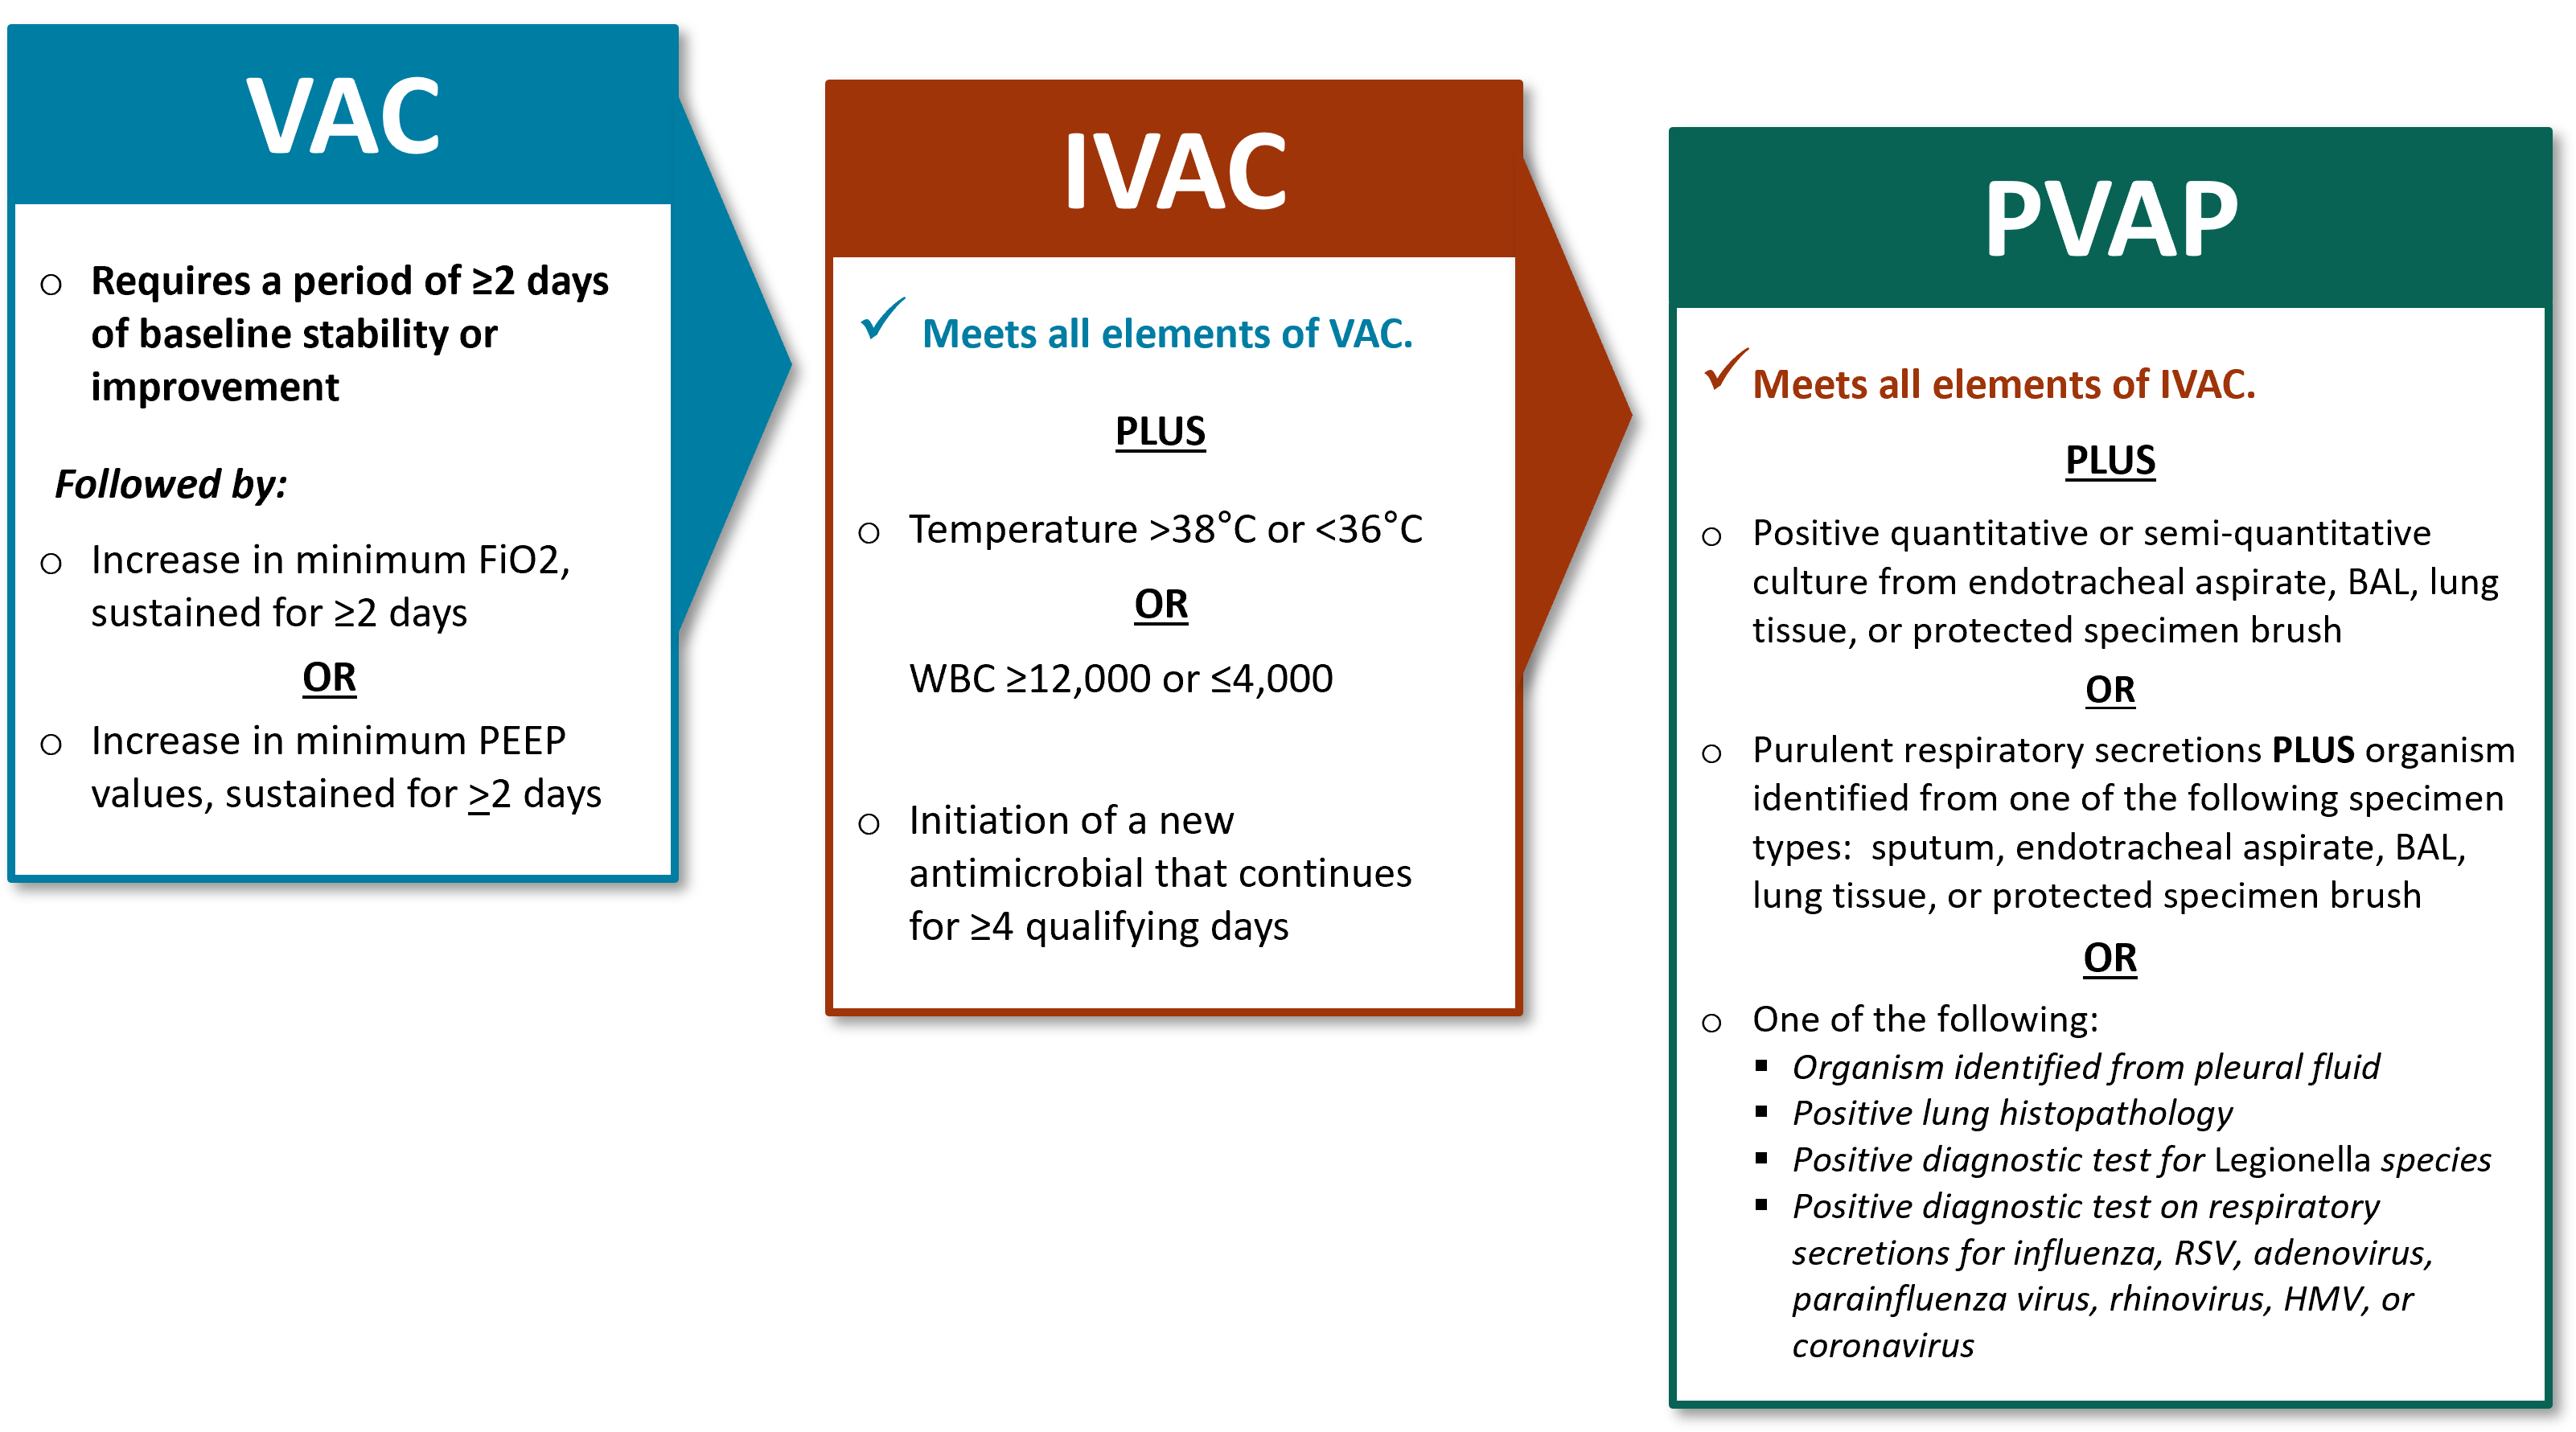 VAC
Requires a period of ≥2 days
of baseline stability or
improvement
Followed by:
Increase in minimum FiO2,
sustained for ≥2 days
OR
Increase in minimum PEEP
values, sustained for >2 days
IVAC
Meets all elements of VAC.
PLUS
Temperature >38°C or <36°C
OR
WBC ≥12,000 or ≤4,000
Initiation of a new
antimicrobial that continues
for ≥4 qualifying days
PVAP
Meets all elements of IVAC.
PLUS
Positive quantitative or semi-quantitative
culture from endotracheal aspirate, BAL, lung
tissue, or protected specimen brush
OR
Purulent respiratory secretions PLUS organism
identified from one of the following specimen
types: sputum, endotracheal aspirate, BAL,
lung tissue, or protected specimen brush
OR
One of the following:
Organism identified from pleural fluid
Positive lung histopathology
Positive diagnostic test for Legionella species
Positive diagnostic test on respiratory
secretions for influenza, RSV, adenovirus,
parainfluenza virus, rhinovirus, HMV, or
coronavirus